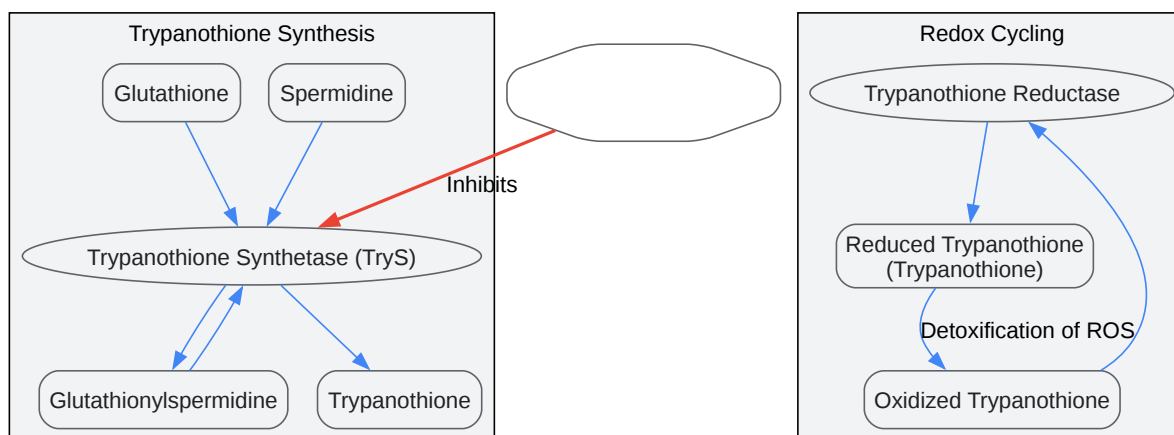 Trypanothione Synthesis
Glutathione
Spermidine
Inhibits
Trypanothione Synthetase (TryS)
Glutathionylspermidine
Trypanothione
Redox Cycling
Trypanothione Reductase
Reduced Trypanothione
(Trypanothione)
Detoxification of ROS
Oxidized Trypanothione